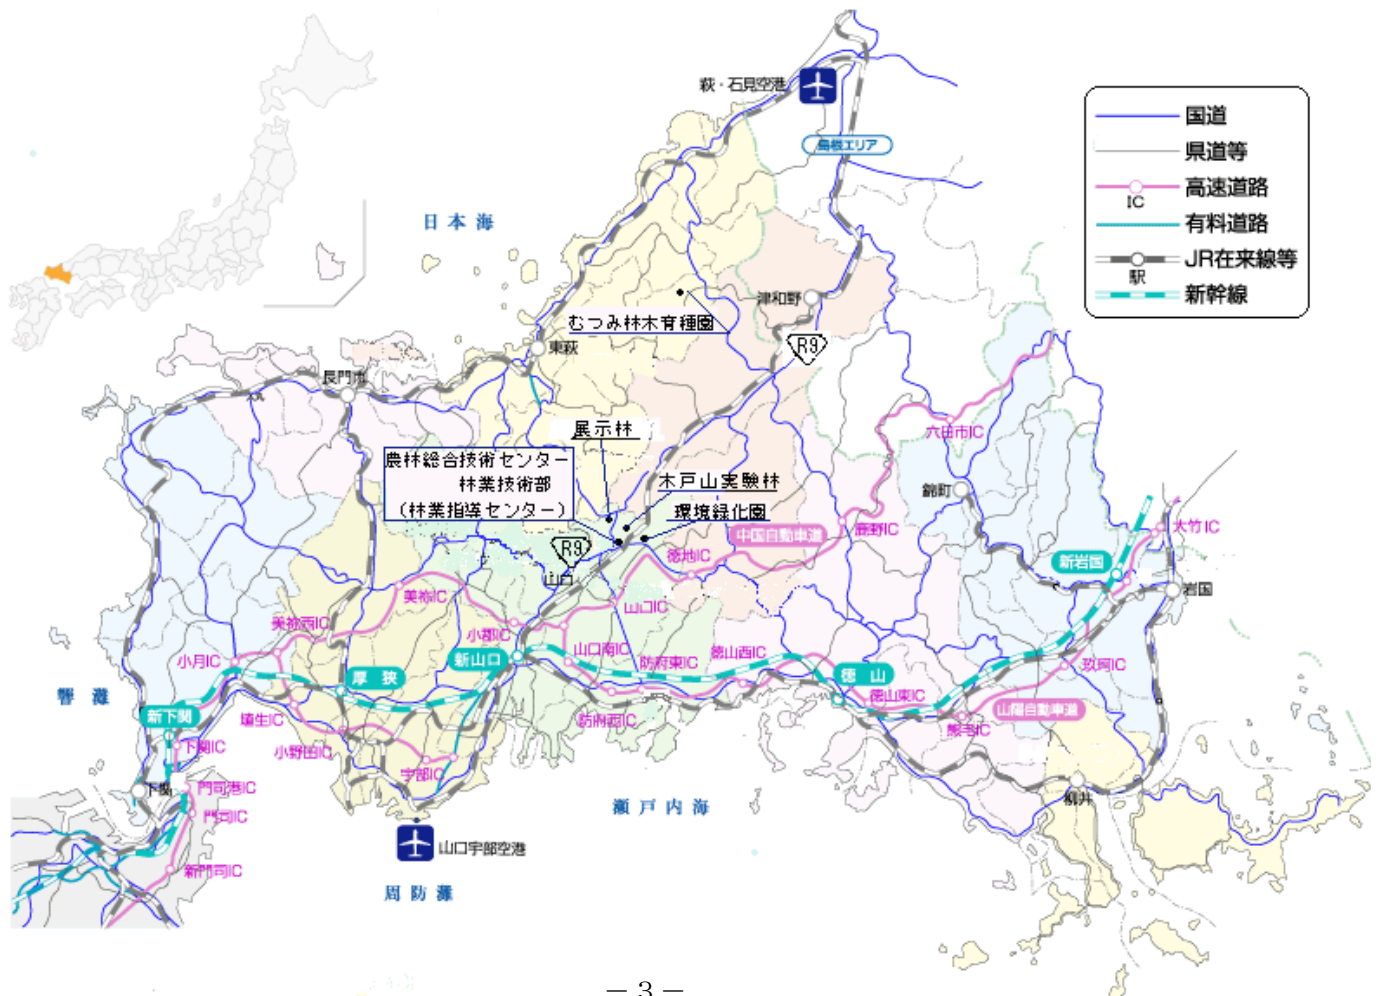 萩・石見空港
島根エリア
国道
県道等
高速道路
IC
有料道路
JR在来線等
駅
新幹線
日本海
むつみ林木育種園
津和野
R9
東萩
長門市
展示林
農林総合技術センター
林業技術部
(林業指導センター)
木戸山実験林
環境緑化園
R9
山口
六日市IC
錦町
中国自動車道
鹿野IC
徳地IC
大竹IC
新岩国
岩国
美祢IC
美祢西IC
小月IC
小郡IC
山口IC
山口南IC
防府東IC
徳山西IC
新山口
厚狭
徳山
徳山東IC
玖珂IC
山陽自動車道
熊毛IC
響灘
新下関
下関IC
埴生IC
小野田IC
宇部IC
防府西IC
下関
門司港IC
門司IC
新門司IC
柳井
瀬戸内海
山口宇部空港
周防灘
－3－